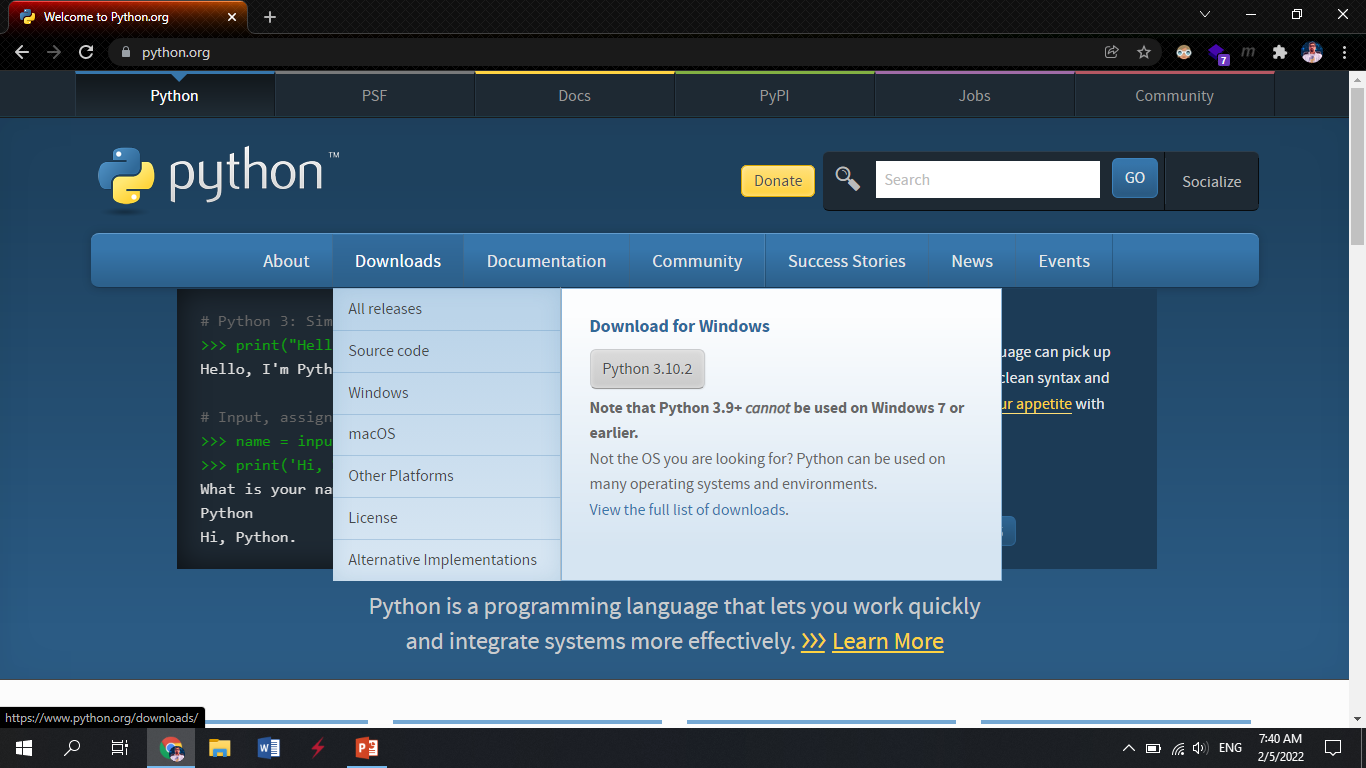 Welcome to Python.org
python.org
7
Python PSF Docs PyPI Jobs Community
python™
Donate Search GO Socialize
About Downloads Documentation Community Success Stories News Events
# Python 3: Sim
>>> print("Hell
Hello, I'm Pyth
# Input, assign
>>> name = inpu
>>> print('Hi,
What is your na
Python
Hi, Python.
All releases
Source code
Windows
macOS
Other Platforms
License
Alternative Implementations
Download for Windows
Python 3.10.2
Note that Python 3.9+ cannot be used on Windows 7 or
earlier.
Not the OS you are looking for? Python can be used on
many operating systems and environments.
View the full list of downloads.
uage can pick up
clean syntax and
ur appetite with
Python is a programming language that lets you work quickly
and integrate systems more effectively. >>> Learn More
https://www.python.org/downloads/
ENG
7:40 AM
2/5/2022